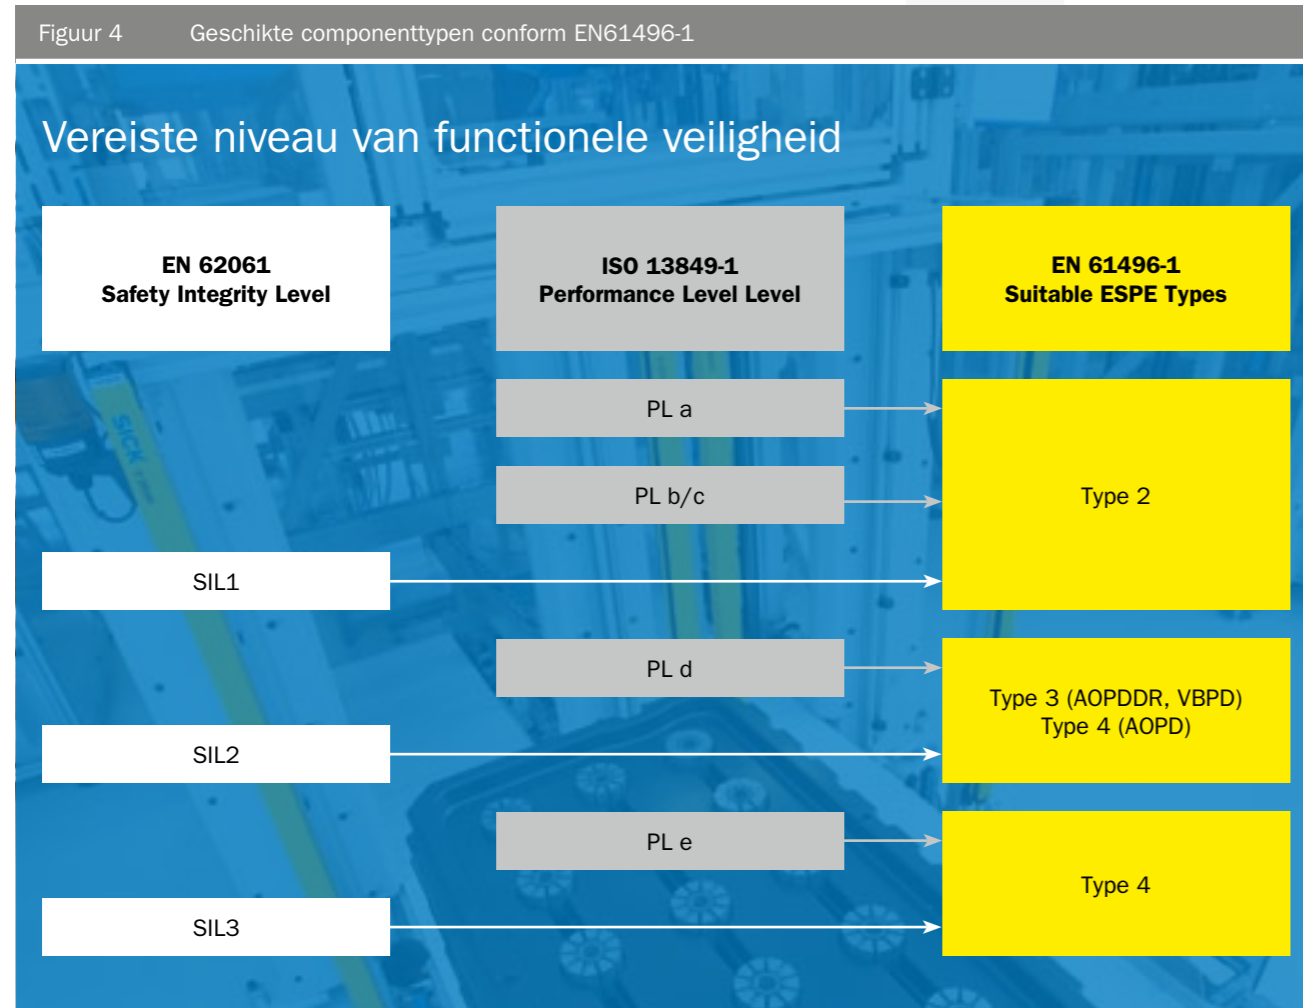 Figuur 4 Geschikte componenttypen conform EN61496-1
Vereiste niveau van functionele veiligheid
EN 62061
Safety Integrity Level
ISO 13849-1
Performance Level Level
EN 61496-1
Suitable ESPE Types
PL a
PL b/c
Type 2
SIL1
PL d
Type 3 (AOPDDR, VBPD)
Type 4 (AOPD)
SIL2
PL e
Type 4
SIL3
SICK